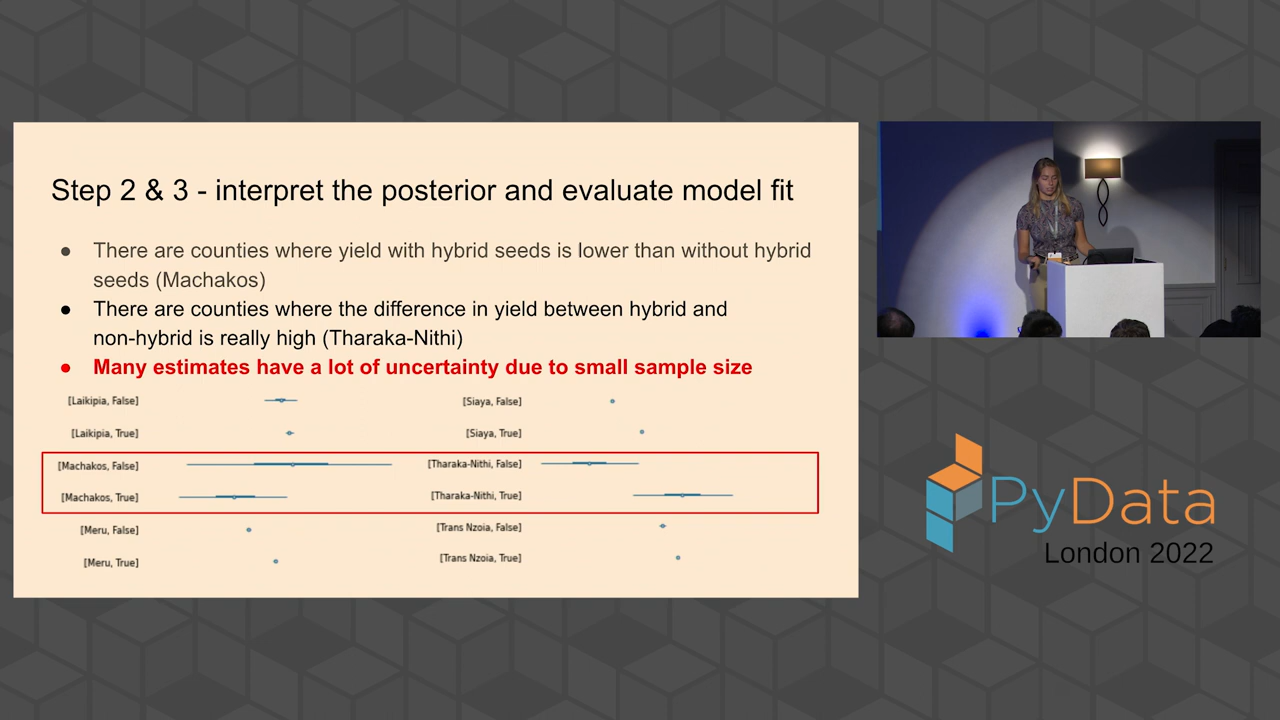 Step 2 & 3 - interpret the posterior and evaluate model fit
● There are counties where yield with hybrid seeds is lower than without hybrid
seeds (Machakos)
● There are counties where the difference in yield between hybrid and
non-hybrid is really high (Tharaka-Nithi)
● Many estimates have a lot of uncertainty due to small sample size
[Laikipia, False]
[Laikipia, True]
[Machakos, False]
[Machakos, True]
[Meru, False]
[Meru, True]
[Siaya, False]
[Siaya, True]
[Tharaka-Nithi, False]
[Tharaka-Nithi, True]
[Trans Nzoia, False]
[Trans Nzoia, True]
PyData
London 2022